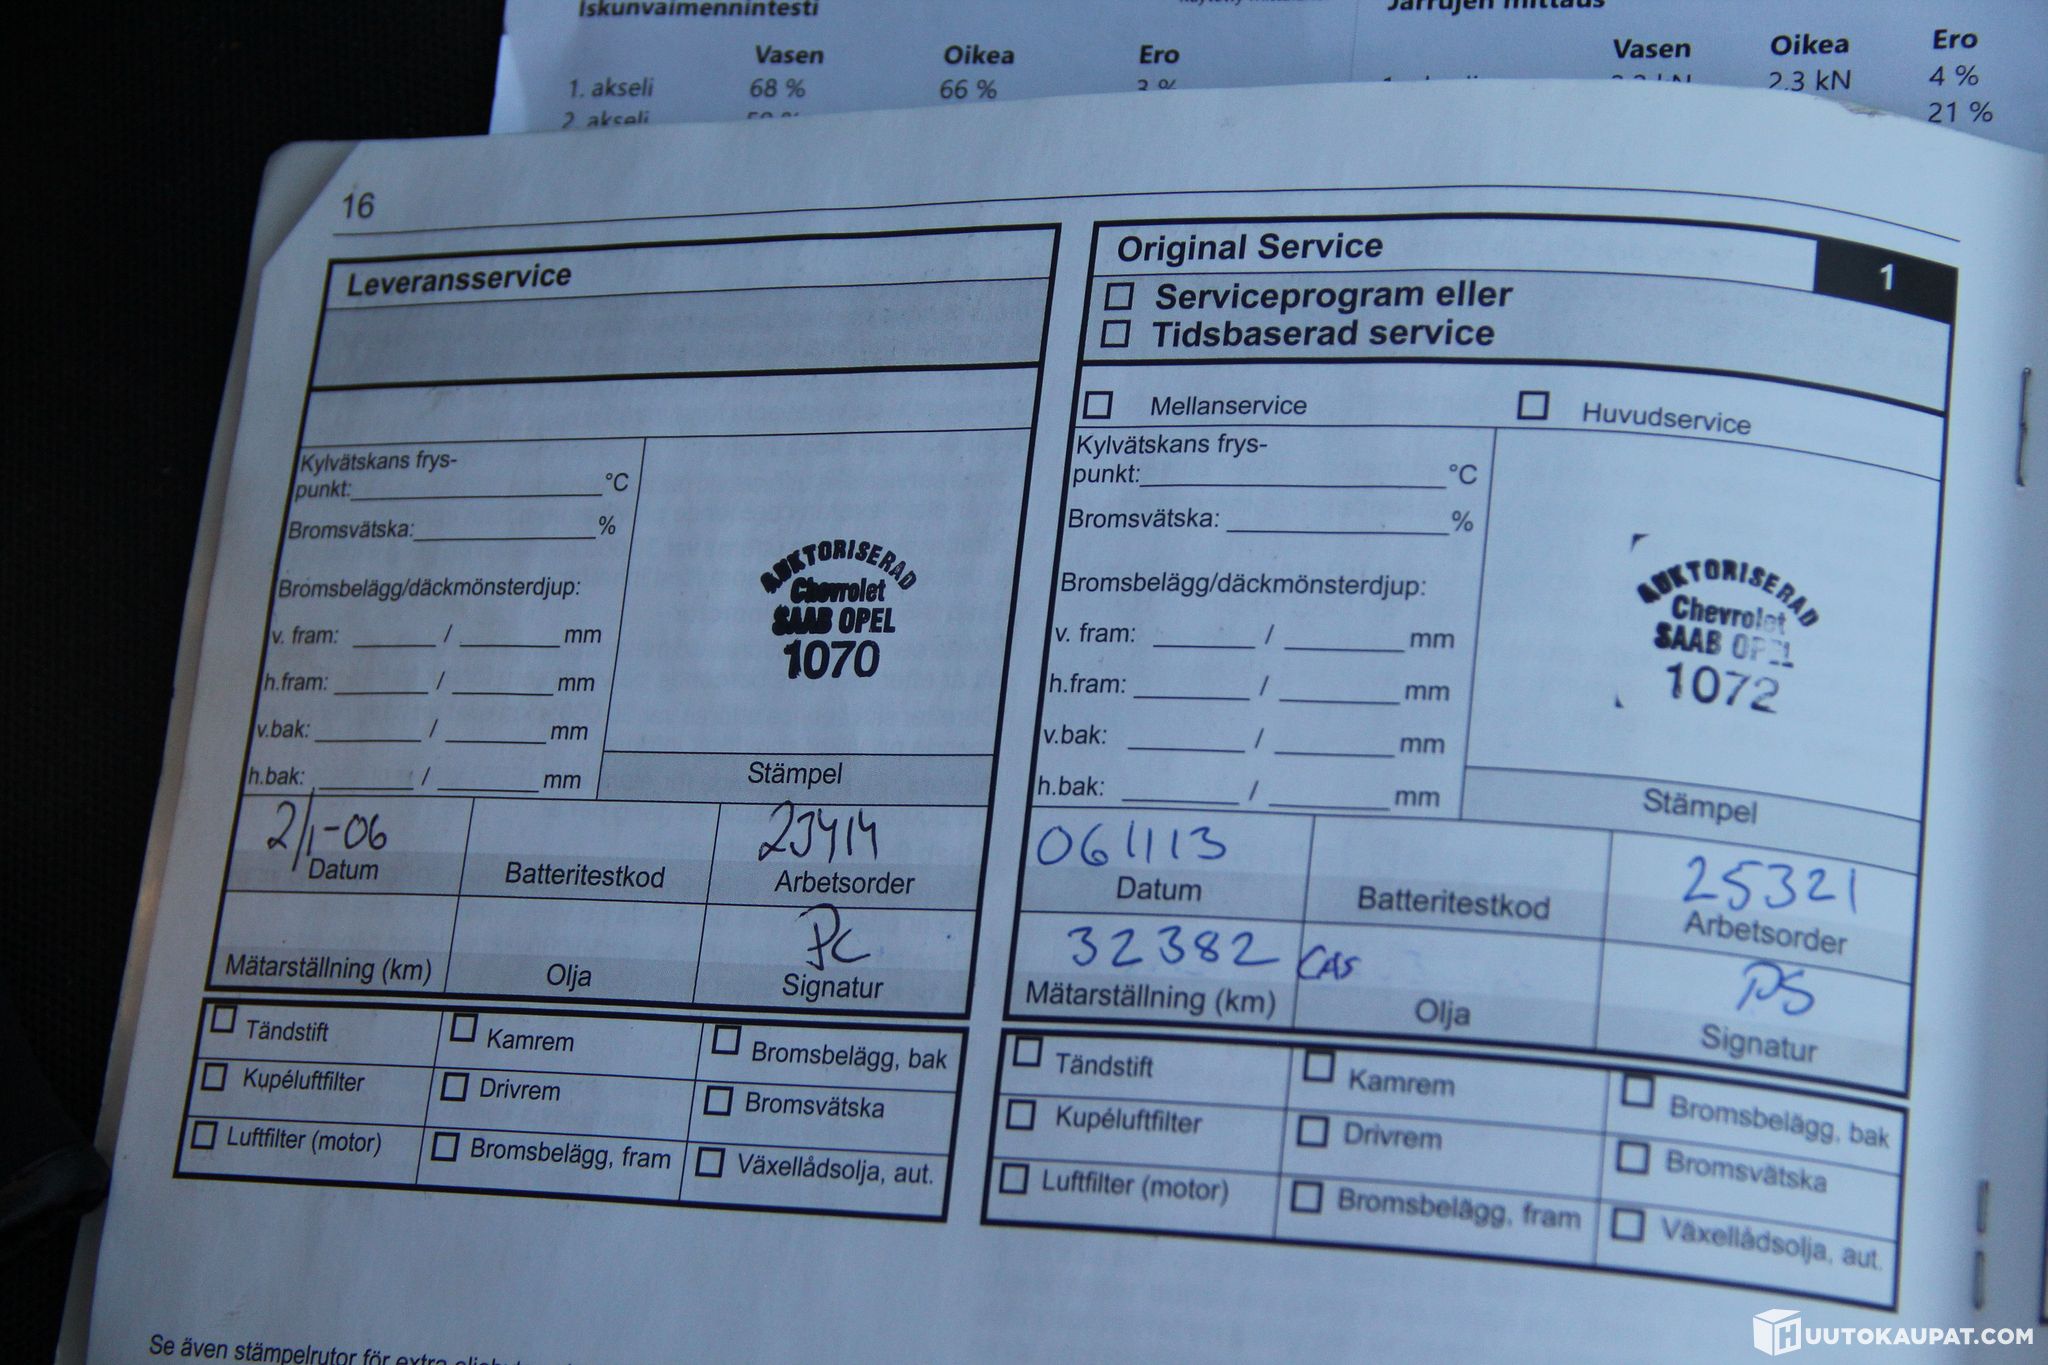 Iskunvaimennintesti
Jarrujen mittaus
Vasen Oikea Ero
1. akseli 68 % 66 % 3 %
2. akseli
Vasen Oikea Ero
2.3 kN 4 %
21 %
16
Leveransservice
Kylvätskans frys-
punkt: °C
Bromsvätska: %
Bromsbelägg/däckmönsterdjup:
v. fram: / mm
h.fram: / mm
v.bak: / mm
h.bak: / mm
AUKTORISERAD
Chevrolet
SAAB OPEL
1070
Stämpel
2/1-06 23414
Datum Batteritestkod Arbetsorder
PC
Mätarställning (km) Olja Signatur
Tändstift Kamrem Bromsbelägg, bak
Kupéluftfilter Drivrem Bromsvätska
Luftfilter (motor) Bromsbelägg, fram Växellådsolja, aut.
Original Service 1
Serviceprogram eller
Tidsbaserad service
Mellanservice Huvudservice
Kylvätskans frys-
punkt: °C
Bromsvätska: %
Bromsbelägg/däckmönsterdjup:
v. fram: / mm
h.fram: / mm
v.bak: / mm
h.bak: / mm
AUKTORISERAD
Chevrolet
SAAB OPEL
1072
Stämpel
061113 25321
Datum Batteritestkod Arbetsorder
32382 CAS PS
Mätarställning (km) Olja Signatur
Tändstift Kamrem Bromsbelägg, bak
Kupéluftfilter Drivrem Bromsvätska
Luftfilter (motor) Bromsbelägg, fram Växellådsolja, aut.
Se även stämpelrutor för extra
HUUTOKAUPAT.COM